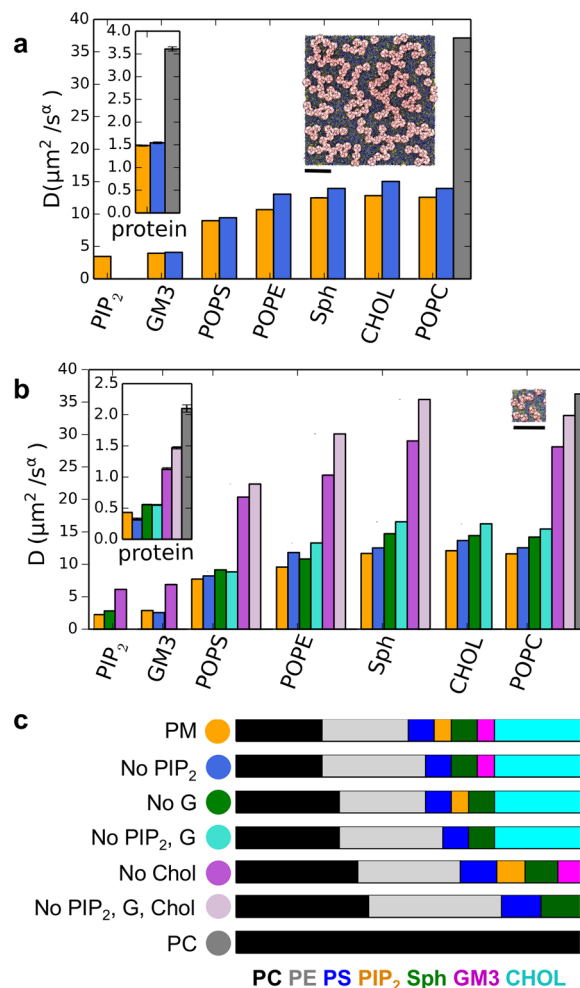 a
D(μm² /sᵅ)
40
35
30
25
20
15
10
5
0
4.0
3.5
3.0
2.5
2.0
1.5
1.0
0.5
0.0
protein
PIP₂
GM3
POPS
POPE
Sph
CHOL
POPC
b
D (μm² /sᵅ)
40
35
30
25
20
15
10
5
0
2.5
2.0
1.5
1.0
0.5
0.0
protein
PIP₂
GM3
POPS
POPE
Sph
CHOL
POPC
c
PM
No PIP₂
No G
No PIP₂, G
No Chol
No PIP₂, G, Chol
PC
PC PE PS PIP₂ Sph GM3 CHOL